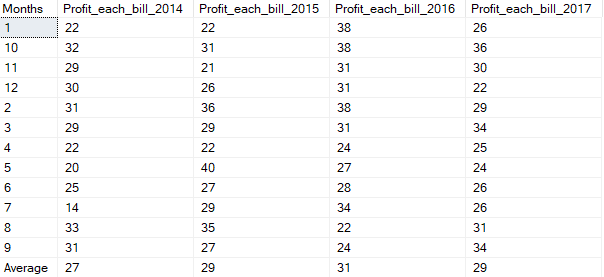 Months Profit_each_bill_2014 Profit_each_bill_2015 Profit_each_bill_2016 Profit_each_bill_2017
1 22 22 38 26
10 32 31 38 36
11 29 21 31 30
12 30 26 31 22
2 31 36 38 29
3 29 29 31 34
4 22 22 24 25
5 20 40 27 24
6 25 27 28 26
7 14 29 34 26
8 33 35 22 31
9 31 27 24 34
Average 27 29 31 29